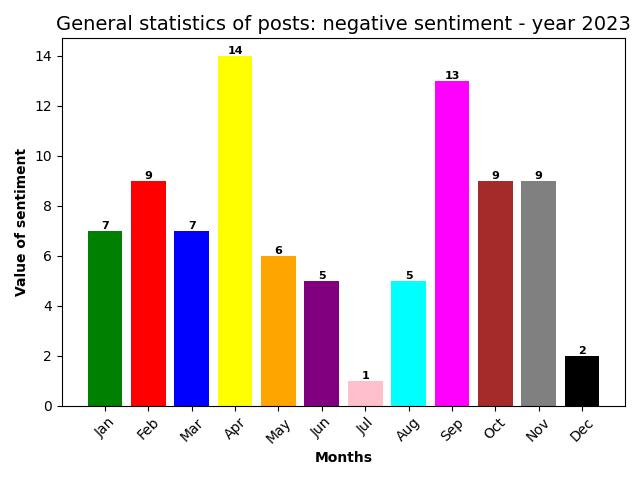 General statistics of posts: negative sentiment - year 2023
Value of sentiment
14
12
10
8
6
4
2
0
7
9
7
14
6
5
1
5
13
9
9
2
Jan
Feb
Mar
Apr
May
Jun
Jul
Aug
Sep
Oct
Nov
Dec
Months